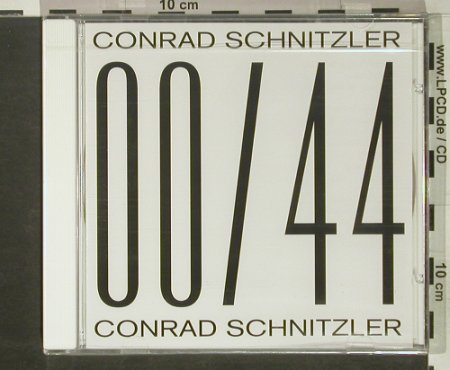 10 cm
CONRAD SCHNITZLER
00/44
CONRAD SCHNITZLER
www.LPCD.de / CD
10 cm